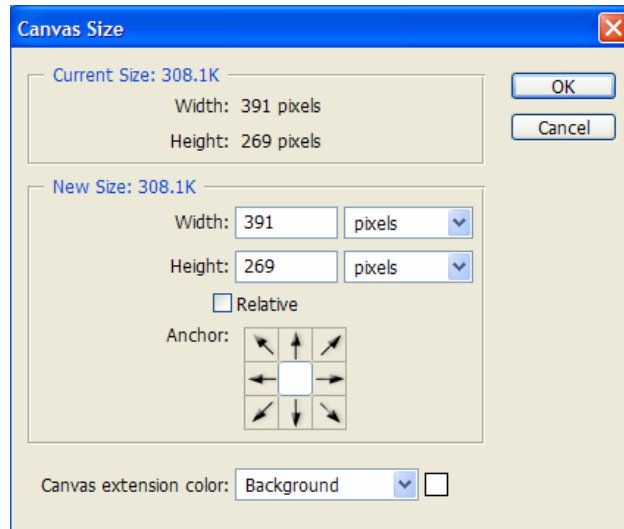 Canvas Size
Current Size: 308.1K
OK
Width: 391 pixels
Cancel
Height: 269 pixels
New Size: 308.1K
Width: 391 pixels
Height: 269 pixels
Relative
Anchor:
Canvas extension color: Background